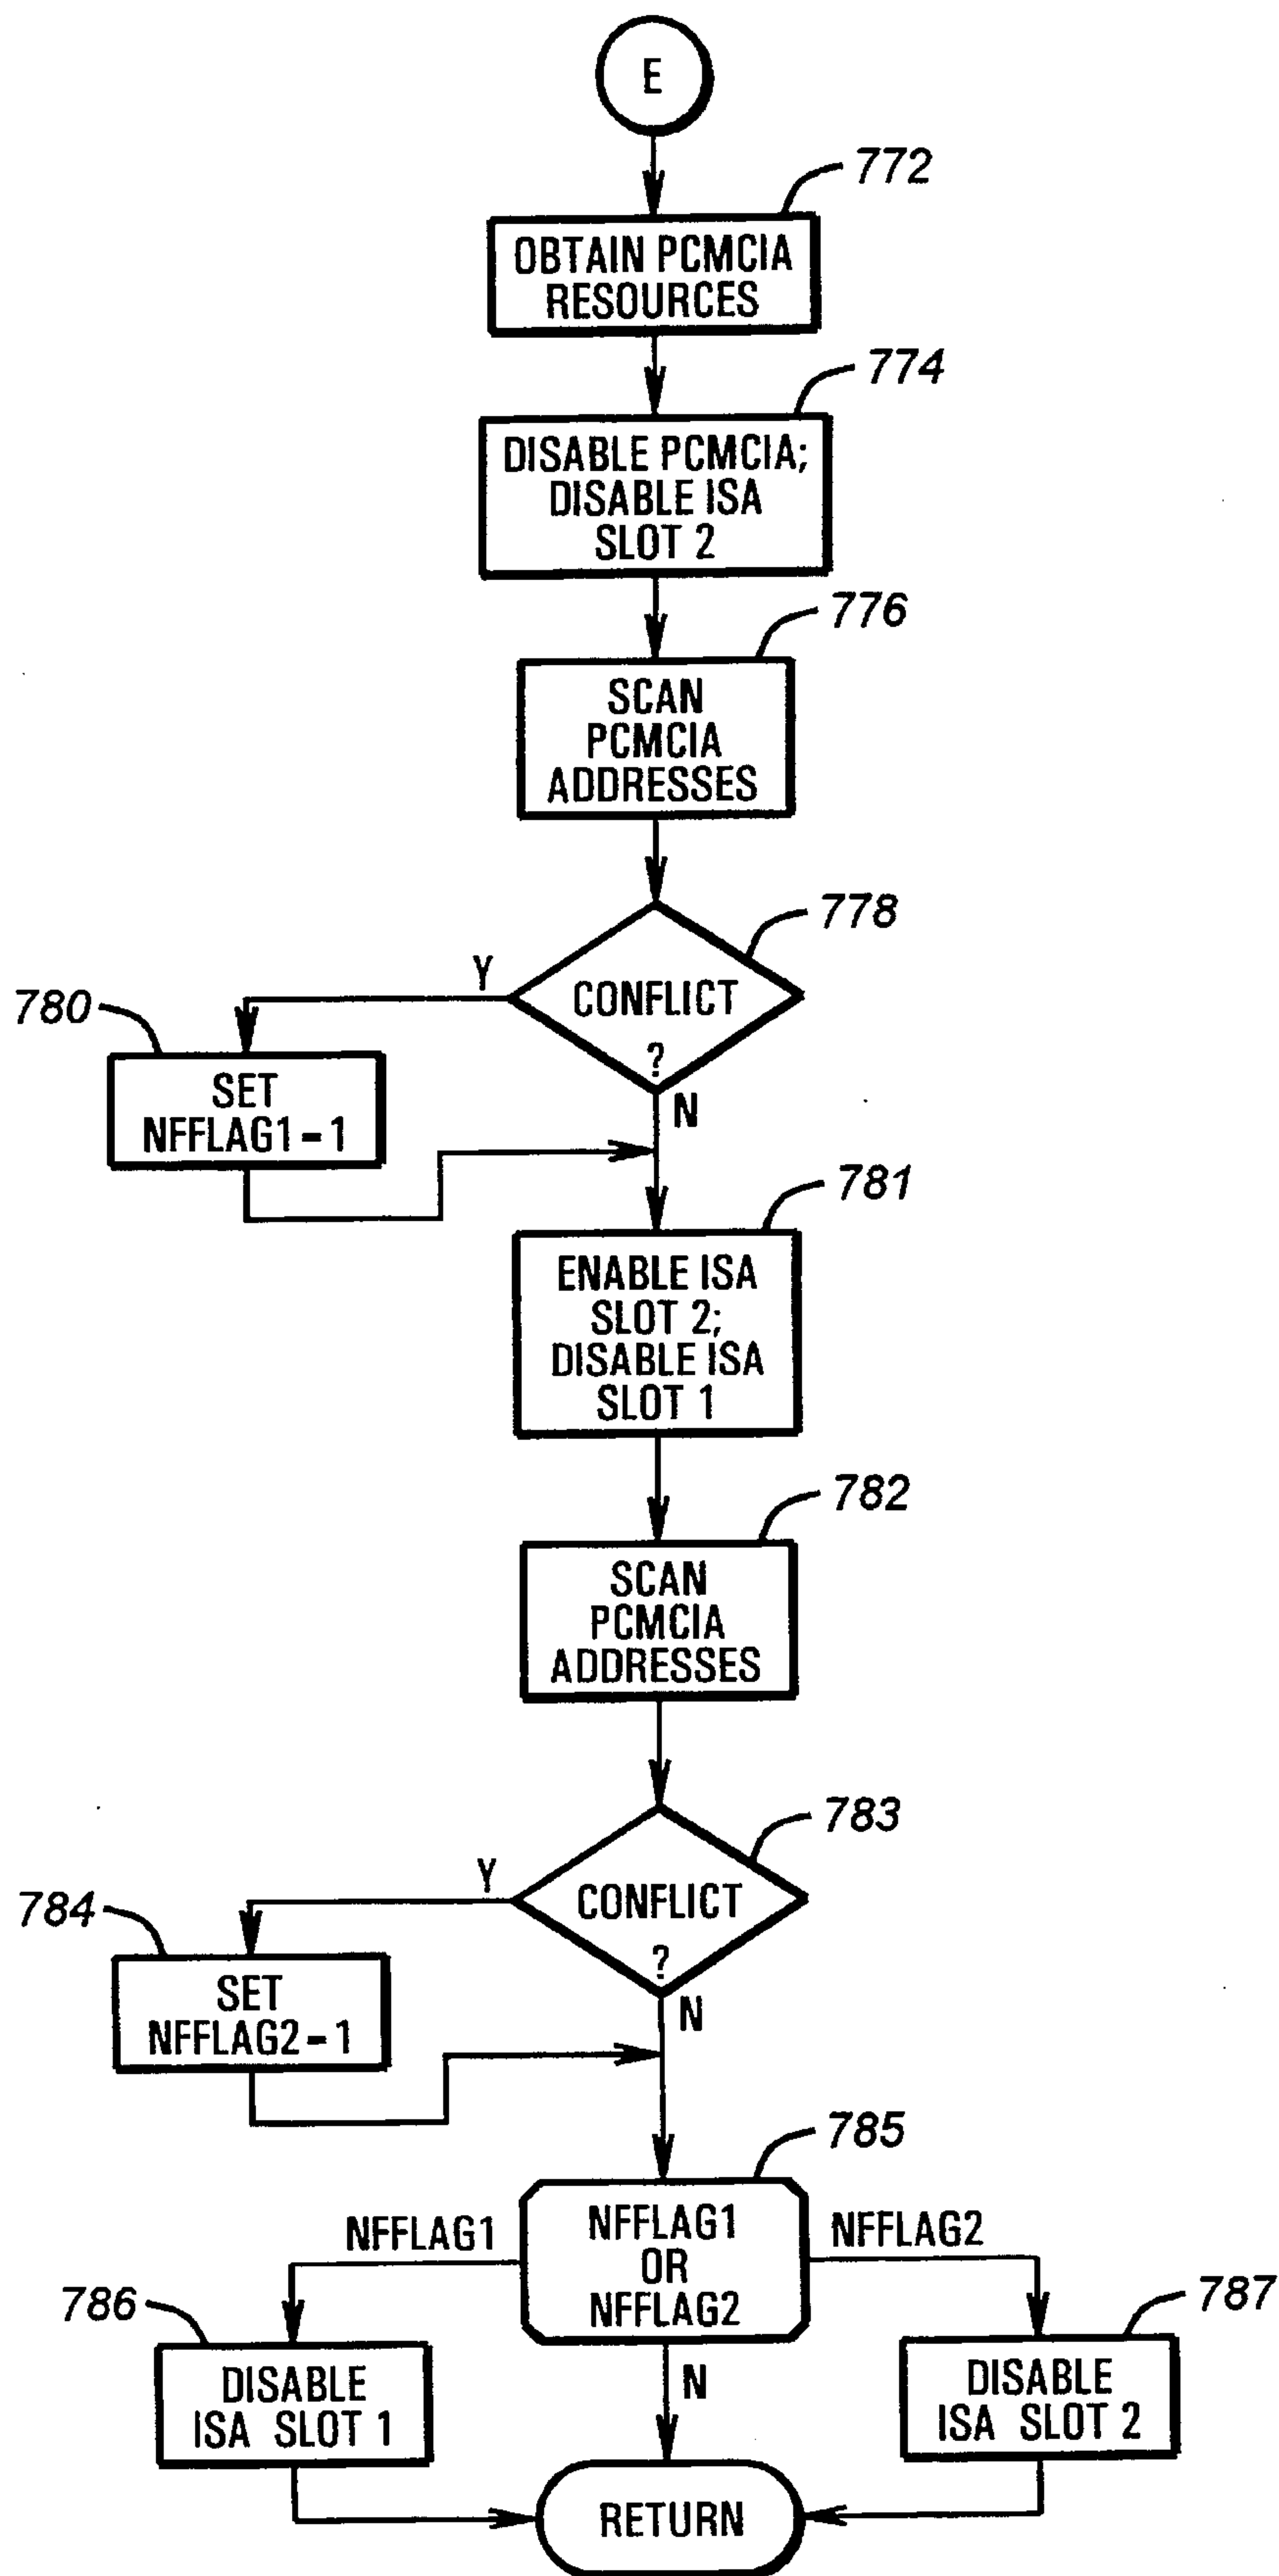 E
772
OBTAIN PCMCIA
RESOURCES
774
DISABLE PCMCIA;
DISABLE ISA
SLOT 2
776
SCAN
PCMCIA
ADDRESSES
778
Y
CONFLICT
?
780
SET
NFFLAG1=1
N
781
ENABLE ISA
SLOT 2;
DISABLE ISA
SLOT 1
782
SCAN
PCMCIA
ADDRESSES
783
Y
CONFLICT
?
784
SET
NFFLAG2=1
N
785
NFFLAG1
NFFLAG1
OR
NFFLAG2
NFFLAG2
786
DISABLE
ISA SLOT 1
N
787
DISABLE
ISA SLOT 2
RETURN